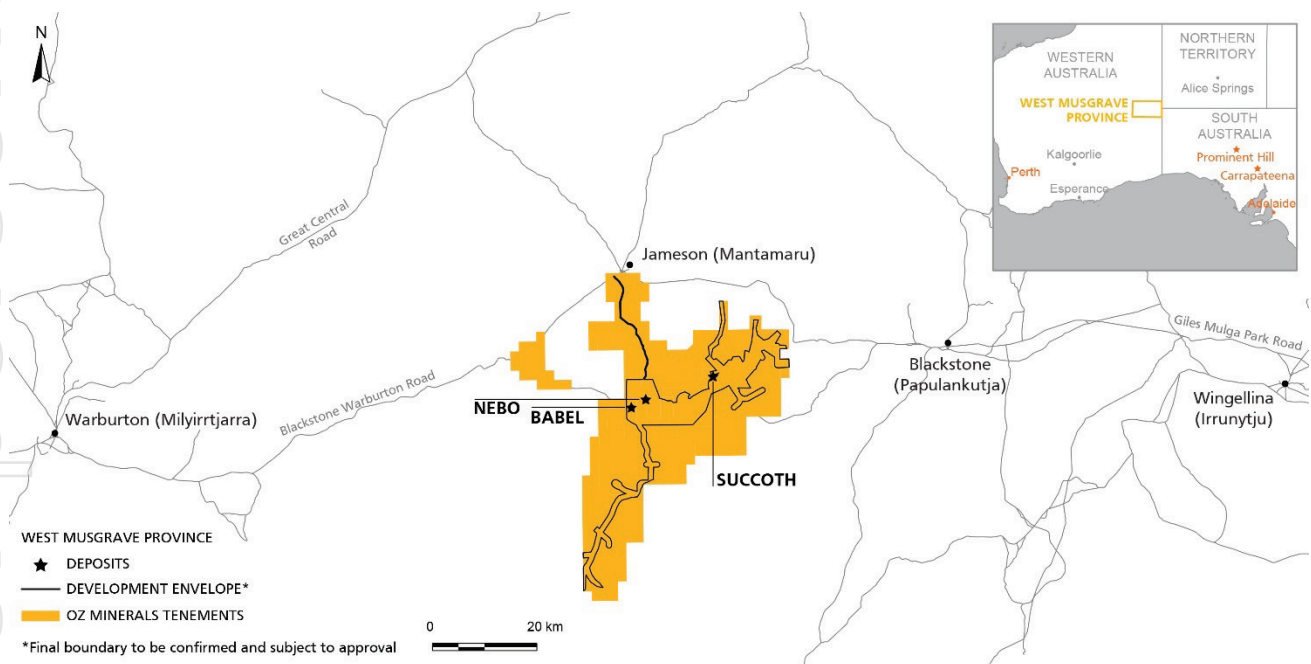 N
Great Central
Road
Jameson (Mantamaru)
Blackstone Warburton Road
Warburton (Milyirrtjarra)
NEBO
BABEL
SUCCOTH
Blackstone
(Papulankutja)
Giles Mulga Park Road
Wingellina
(Irrunytju)
WESTERN
AUSTRALIA
NORTHERN
TERRITORY
Alice Springs
WEST MUSGRAVE
PROVINCE
SOUTH
AUSTRALIA
Prominent Hill
Carrapateena
Kalgoorlie
Perth
Esperance
Adelaide
WEST MUSGRAVE PROVINCE
DEPOSITS
DEVELOPMENT ENVELOPE*
OZ MINERALS TENEMENTS
*Final boundary to be confirmed and subject to approval
0 20 km